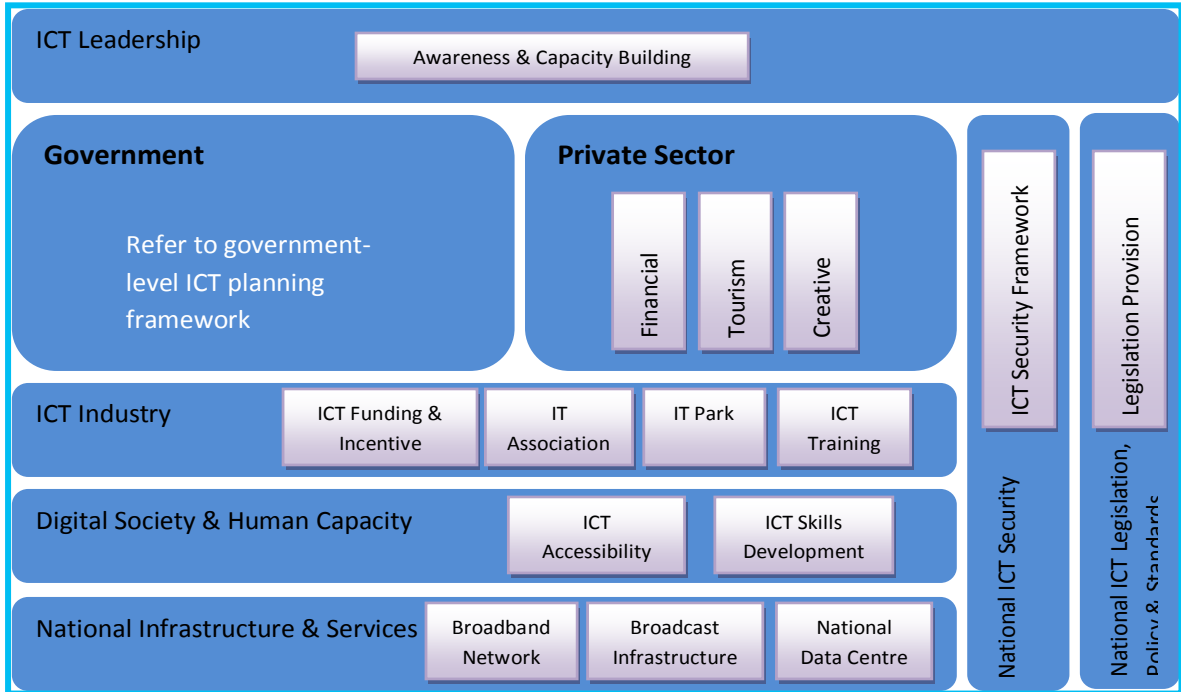 ICT Leadership
Awareness & Capacity Building
Government
Refer to government-
level ICT planning
framework
Private Sector
Financial
Tourism
Creative
ICT Industry
ICT Funding &
Incentive
IT
Association
IT Park
ICT
Training
Digital Society & Human Capacity
ICT
Accessibility
ICT Skills
Development
National Infrastructure & Services
Broadband
Network
Broadcast
Infrastructure
National
Data Centre
ICT Security Framework
National ICT Security
Legislation Provision
National ICT Legislation,
Policy & Standards